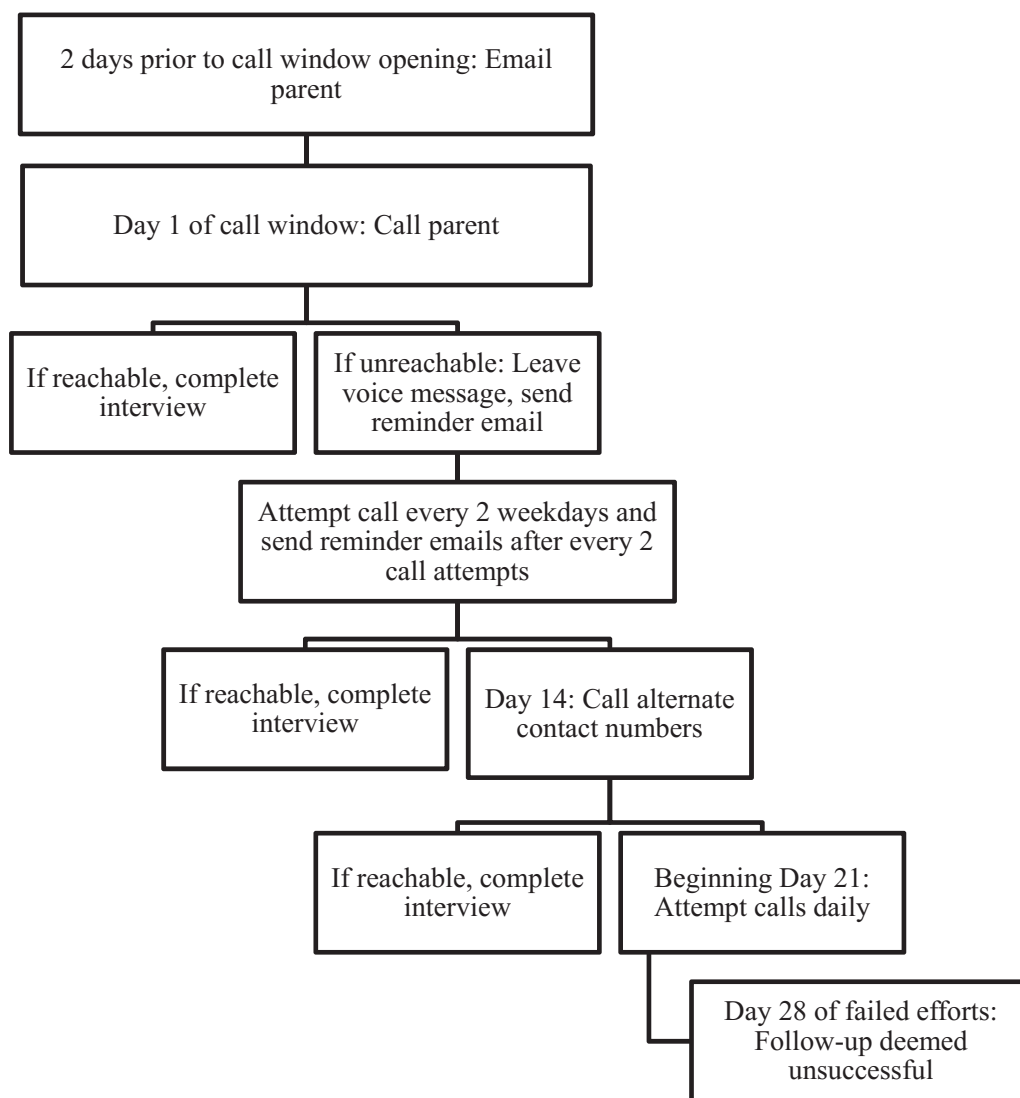 2 days prior to call window opening: Email
parent
Day 1 of call window: Call parent
If reachable, complete
interview
If unreachable: Leave
voice message, send
reminder email
Attempt call every 2 weekdays and
send reminder emails after every 2
call attempts
If reachable, complete
interview
Day 14: Call alternate
contact numbers
If reachable, complete
interview
Beginning Day 21:
Attempt calls daily
Day 28 of failed efforts:
Follow-up deemed
unsuccessful